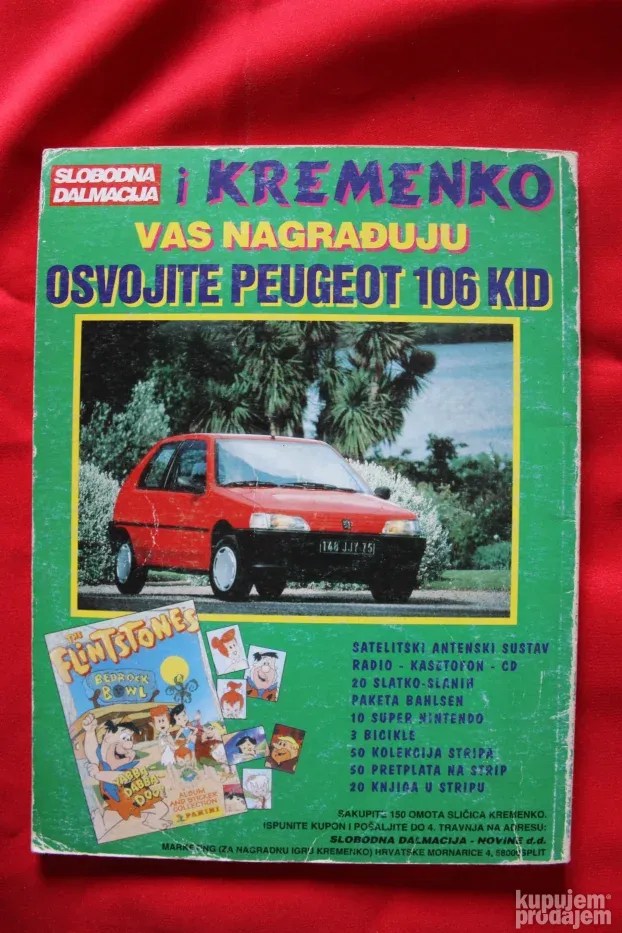 SLOBODNA
DALMACIJA
i KREMENKO
VAS NAGRAĐUJU
OSVOJITE PEUGEOT 106 KID
148 JJY 75
THE
FLINTSTONES
BEDROCK
BOWL
YABBA
DABBA
DOO!
ALBUM
AND STICKER
COLLECTION
PANINI
SATELITSKI ANTENSKI SUSTAV
RADIO - KASETOFON - CD
20 SLATKO-SLANIH
PAKETA BAHLSEN
10 SUPER NINTENDO
3 BICIKLE
50 KOLEKCIJA STRIPA
50 PRETPLATA NA STRIP
20 KNJIGA U STRIPU
SAKUPITE 150 OMOTA SLIČICA KREMENKO.
ISPUNITE KUPON I POŠALJITE DO 4. TRAVNJA NA ADRESU:
SLOBODNA DALMACIJA - NOVINE d.d.
MARKETING (ZA NAGRADNU IGRU KREMENKO) HRVATSKE MORNARICE 4, 58000 SPLIT
kupujem
prodajem